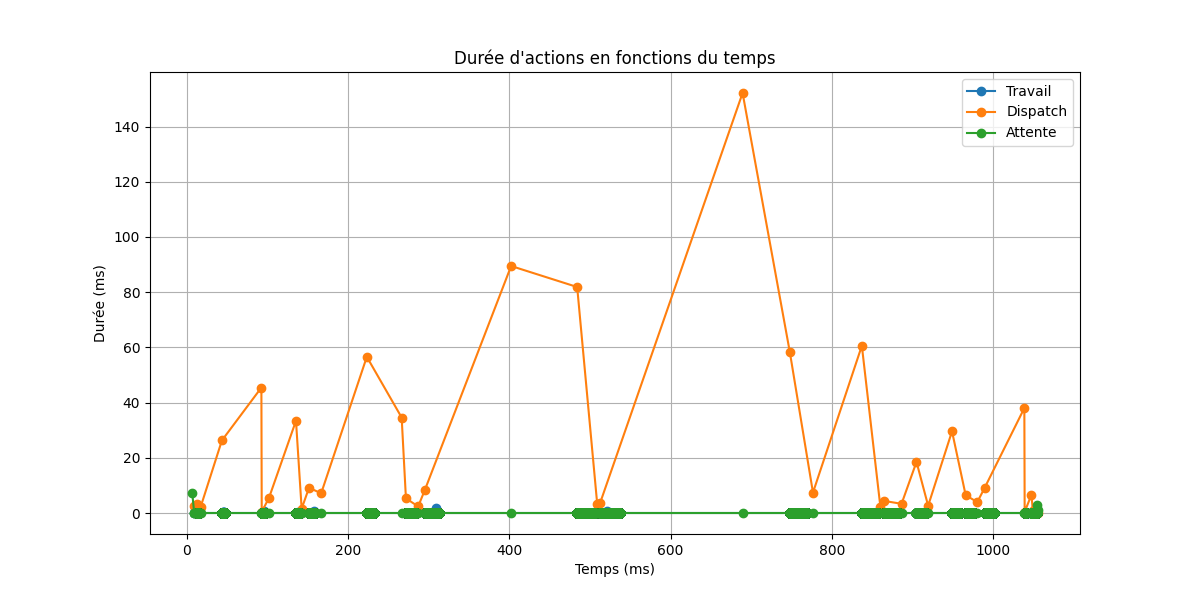 Durée d'actions en fonctions du temps
Travail
Dispatch
Attente
Durée (ms)
140
120
100
80
60
40
20
0
0 200 400 600 800 1000
Temps (ms)